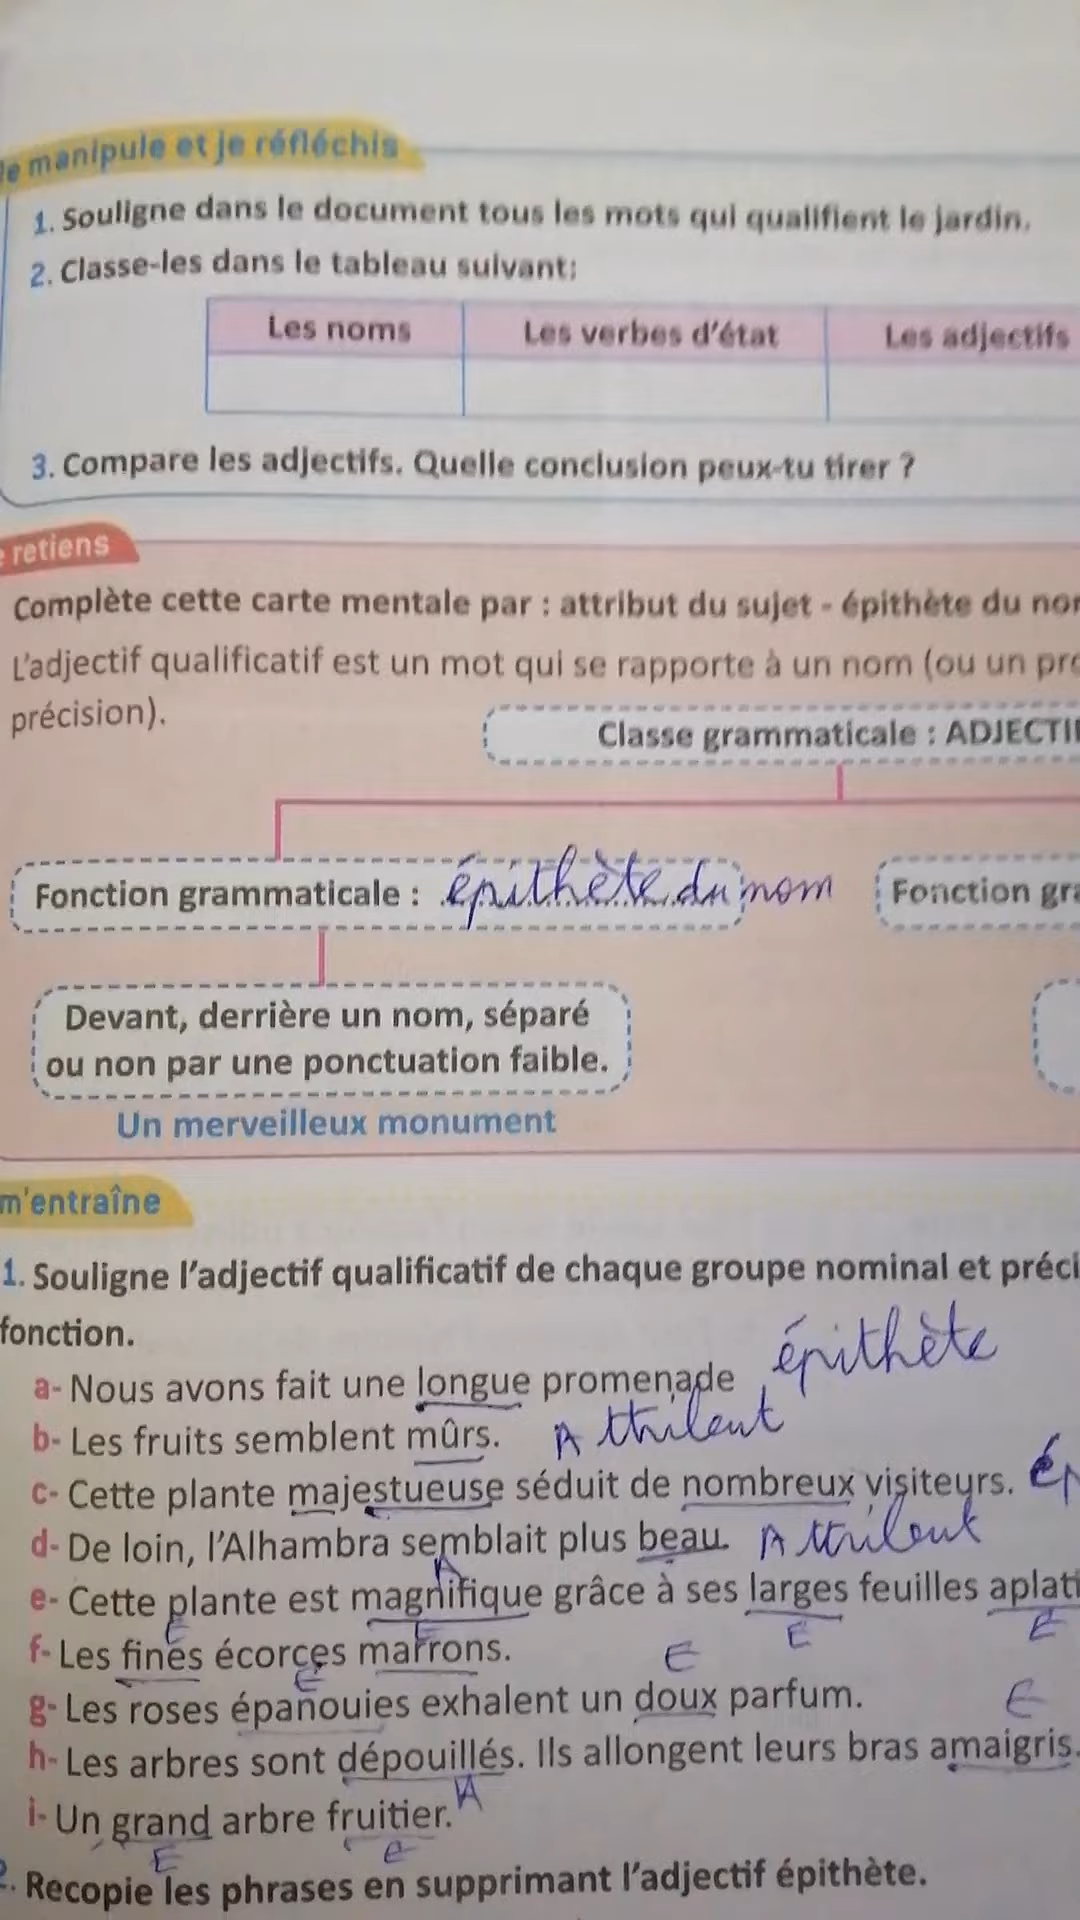 Je manipule et je réfléchis
1. Souligne dans le document tous les mots qui qualifient le jardin.
2. Classe-les dans le tableau suivant:
Les noms Les verbes d'état Les adjectifs
3. Compare les adjectifs. Quelle conclusion peux-tu tirer ?
retiens
Complète cette carte mentale par : attribut du sujet - épithète du
L'adjectif qualificatif est un mot qui se rapporte à un nom (ou un
précision).
Classe grammaticale : ADJECTIF
Fonction grammaticale : épithète du nom
Fonction
Devant, derrière un nom, séparé
ou non par une ponctuation faible.
Un merveilleux monument
m'entraîne
1. Souligne l'adjectif qualificatif de chaque groupe nominal et préci
fonction.
a- Nous avons fait une longue promenade épithète
b- Les fruits semblent mûrs. Attribut
c- Cette plante majestueuse séduit de nombreux visiteurs. ép
d- De loin, l'Alhambra semblait plus beau. Attribut
A
e- Cette plante est magnifique grâce à ses larges feuilles aplati
E E E E
f- Les fines écorces marrons.
E E
g- Les roses épanouies exhalent un doux parfum.
E
h- Les arbres sont dépouillés. Ils allongent leurs bras amaigris.
A
i- Un grand arbre fruitier.
E e
2. Recopie les phrases en supprimant l'adjectif épithète.